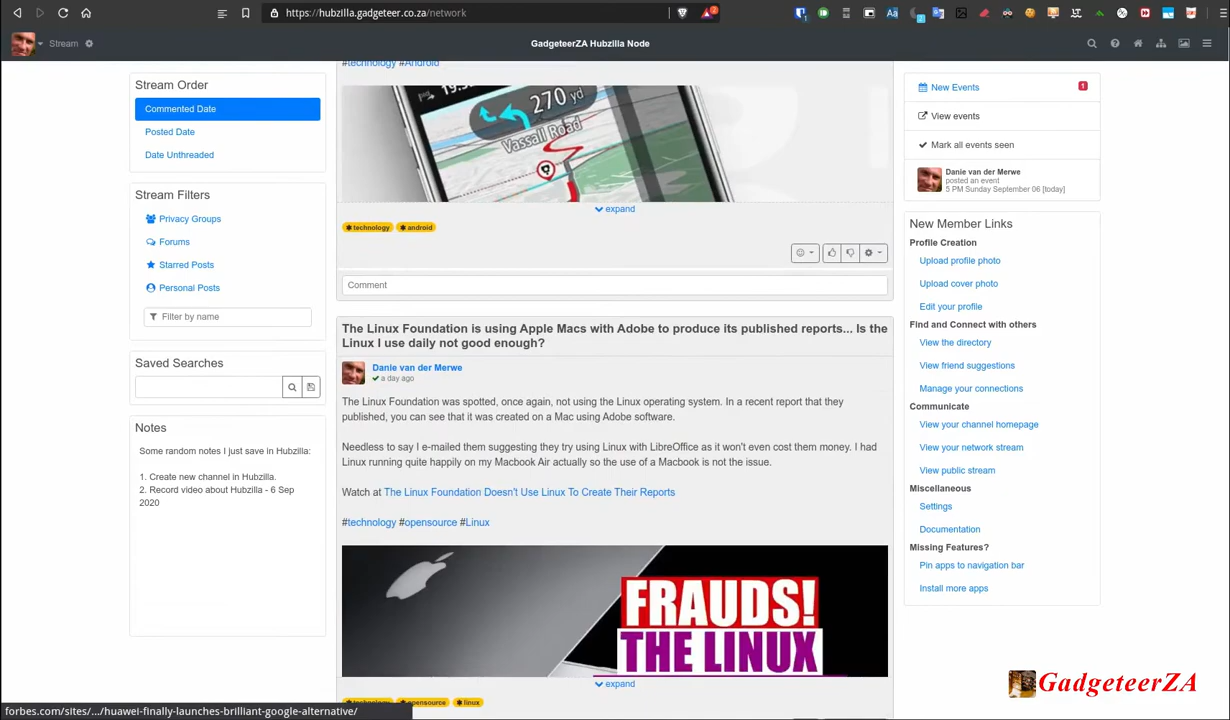 https://hubzilla.gadgeteer.co.za/network
Stream
GadgeteerZA Hubzilla Node
Stream Order
Commented Date
Posted Date
Date Unthreaded
Stream Filters
Privacy Groups
Forums
Starred Posts
Personal Posts
Filter by name
Saved Searches
Notes
Some random notes I just save in Hubzilla:
1. Create new channel in Hubzilla.
2. Record video about Hubzilla - 6 Sep
2020
#technology #Android
270 yd
Vassall Road
expand
technology android
Comment
The Linux Foundation is using Apple Macs with Adobe to produce its published reports... Is the
Linux I use daily not good enough?
Danie van der Merwe
a day ago
The Linux Foundation was spotted, once again, not using the Linux operating system. In a recent report that they
published, you can see that it was created on a Mac using Adobe software.
Needless to say I e-mailed them suggesting they try using Linux with LibreOffice as it won't even cost them money. I had
Linux running quite happily on my Macbook Air actually so the use of a Macbook is not the issue.
Watch at The Linux Foundation Doesn't Use Linux To Create Their Reports
#technology #opensource #Linux
FRAUDS!
THE LINUX
expand
technology opensource linux
New Events 1
View events
Mark all events seen
Danie van der Merwe
posted an event
5 PM Sunday September 06 [today]
New Member Links
Profile Creation
Upload profile photo
Upload cover photo
Edit your profile
Find and Connect with others
View the directory
View friend suggestions
Manage your connections
Communicate
View your channel homepage
View your network stream
View public stream
Miscellaneous
Settings
Documentation
Missing Features?
Pin apps to navigation bar
Install more apps
GadgeteerZA
forbes.com/sites/.../huawei-finally-launches-brilliant-google-alternative/